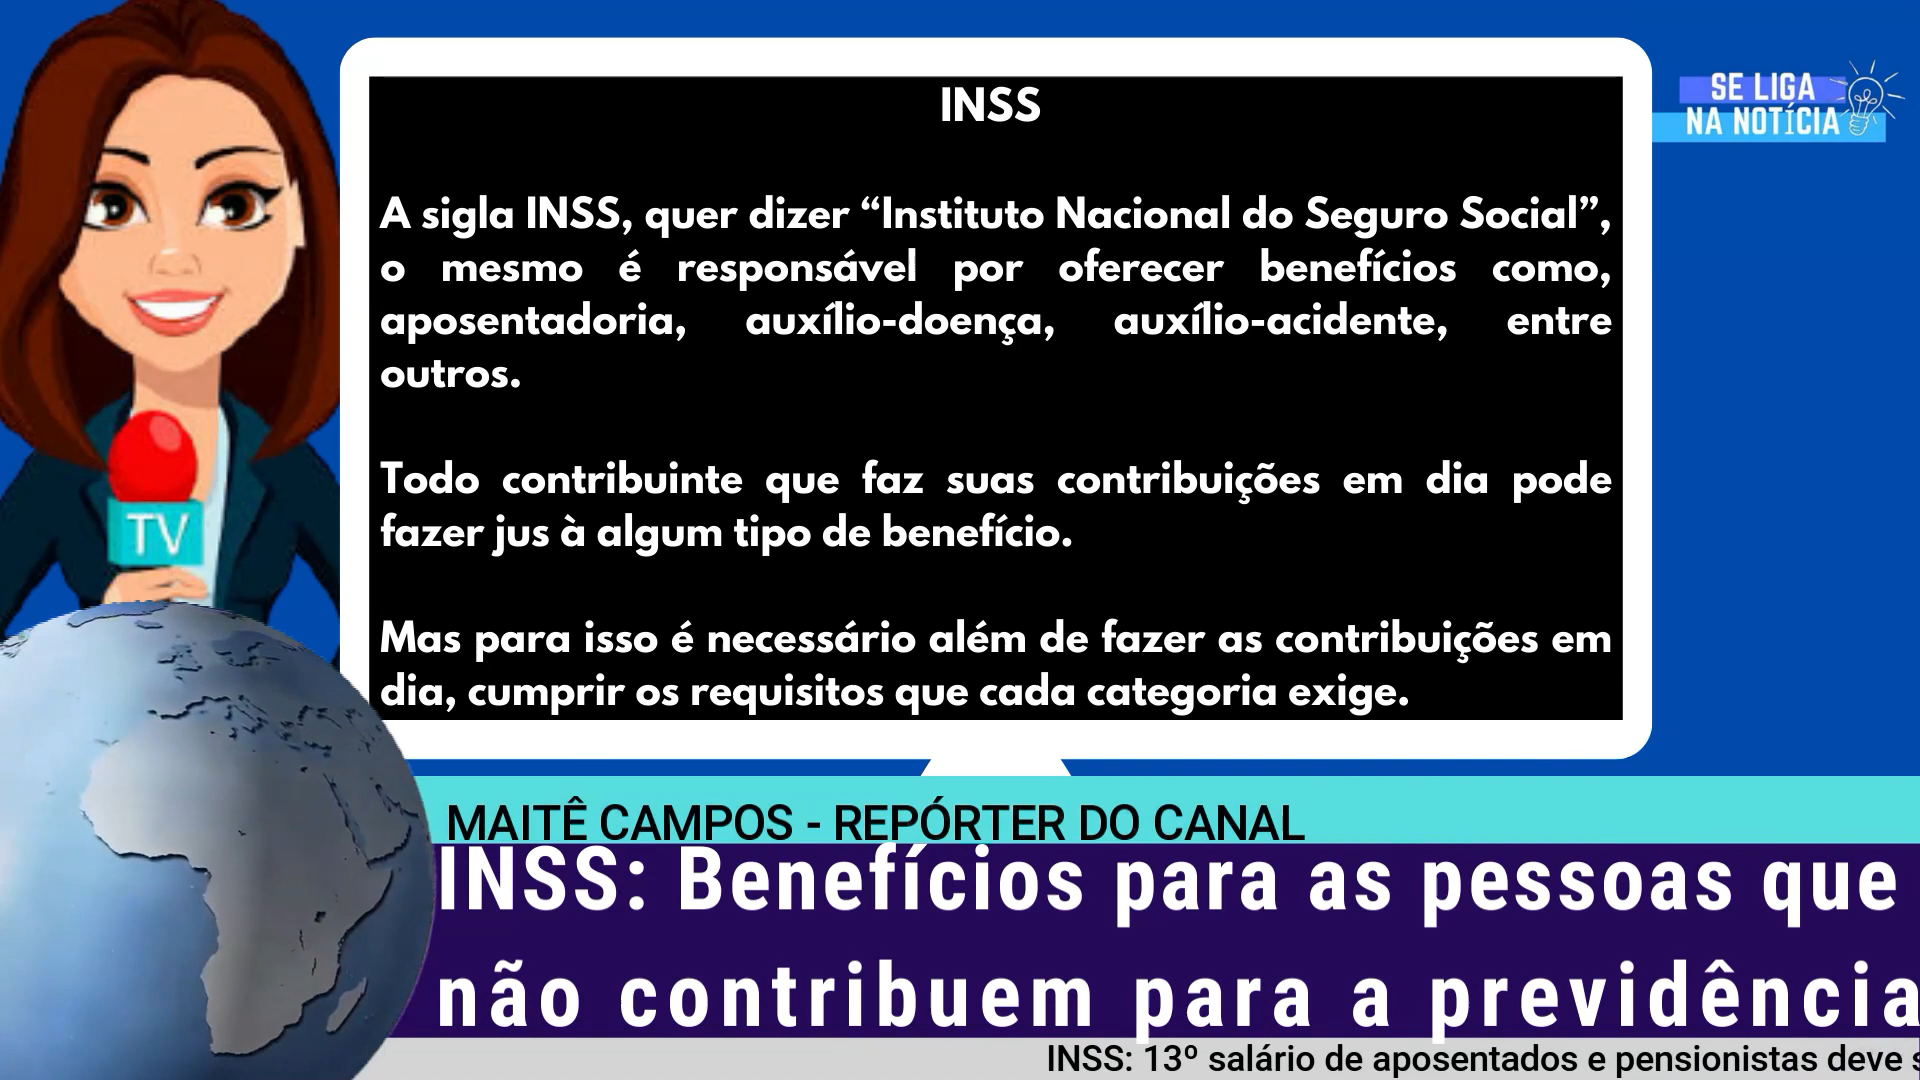 INSS
SE LIGA
NA NOTÍCIA
A sigla INSS, quer dizer “Instituto Nacional do Seguro Social”,
o mesmo é responsável por oferecer benefícios como,
aposentadoria, auxílio-doença, auxílio-acidente, entre
outros.
Todo contribuinte que faz suas contribuições em dia pode
fazer jus à algum tipo de benefício.
Mas para isso é necessário além de fazer as contribuições em
dia, cumprir os requisitos que cada categoria exige.
TV
MAITÊ CAMPOS - REPÓRTER DO CANAL
INSS: Benefícios para as pessoas que
não contribuem para a previdência
INSS: 13º salário de aposentados e pensionistas deve